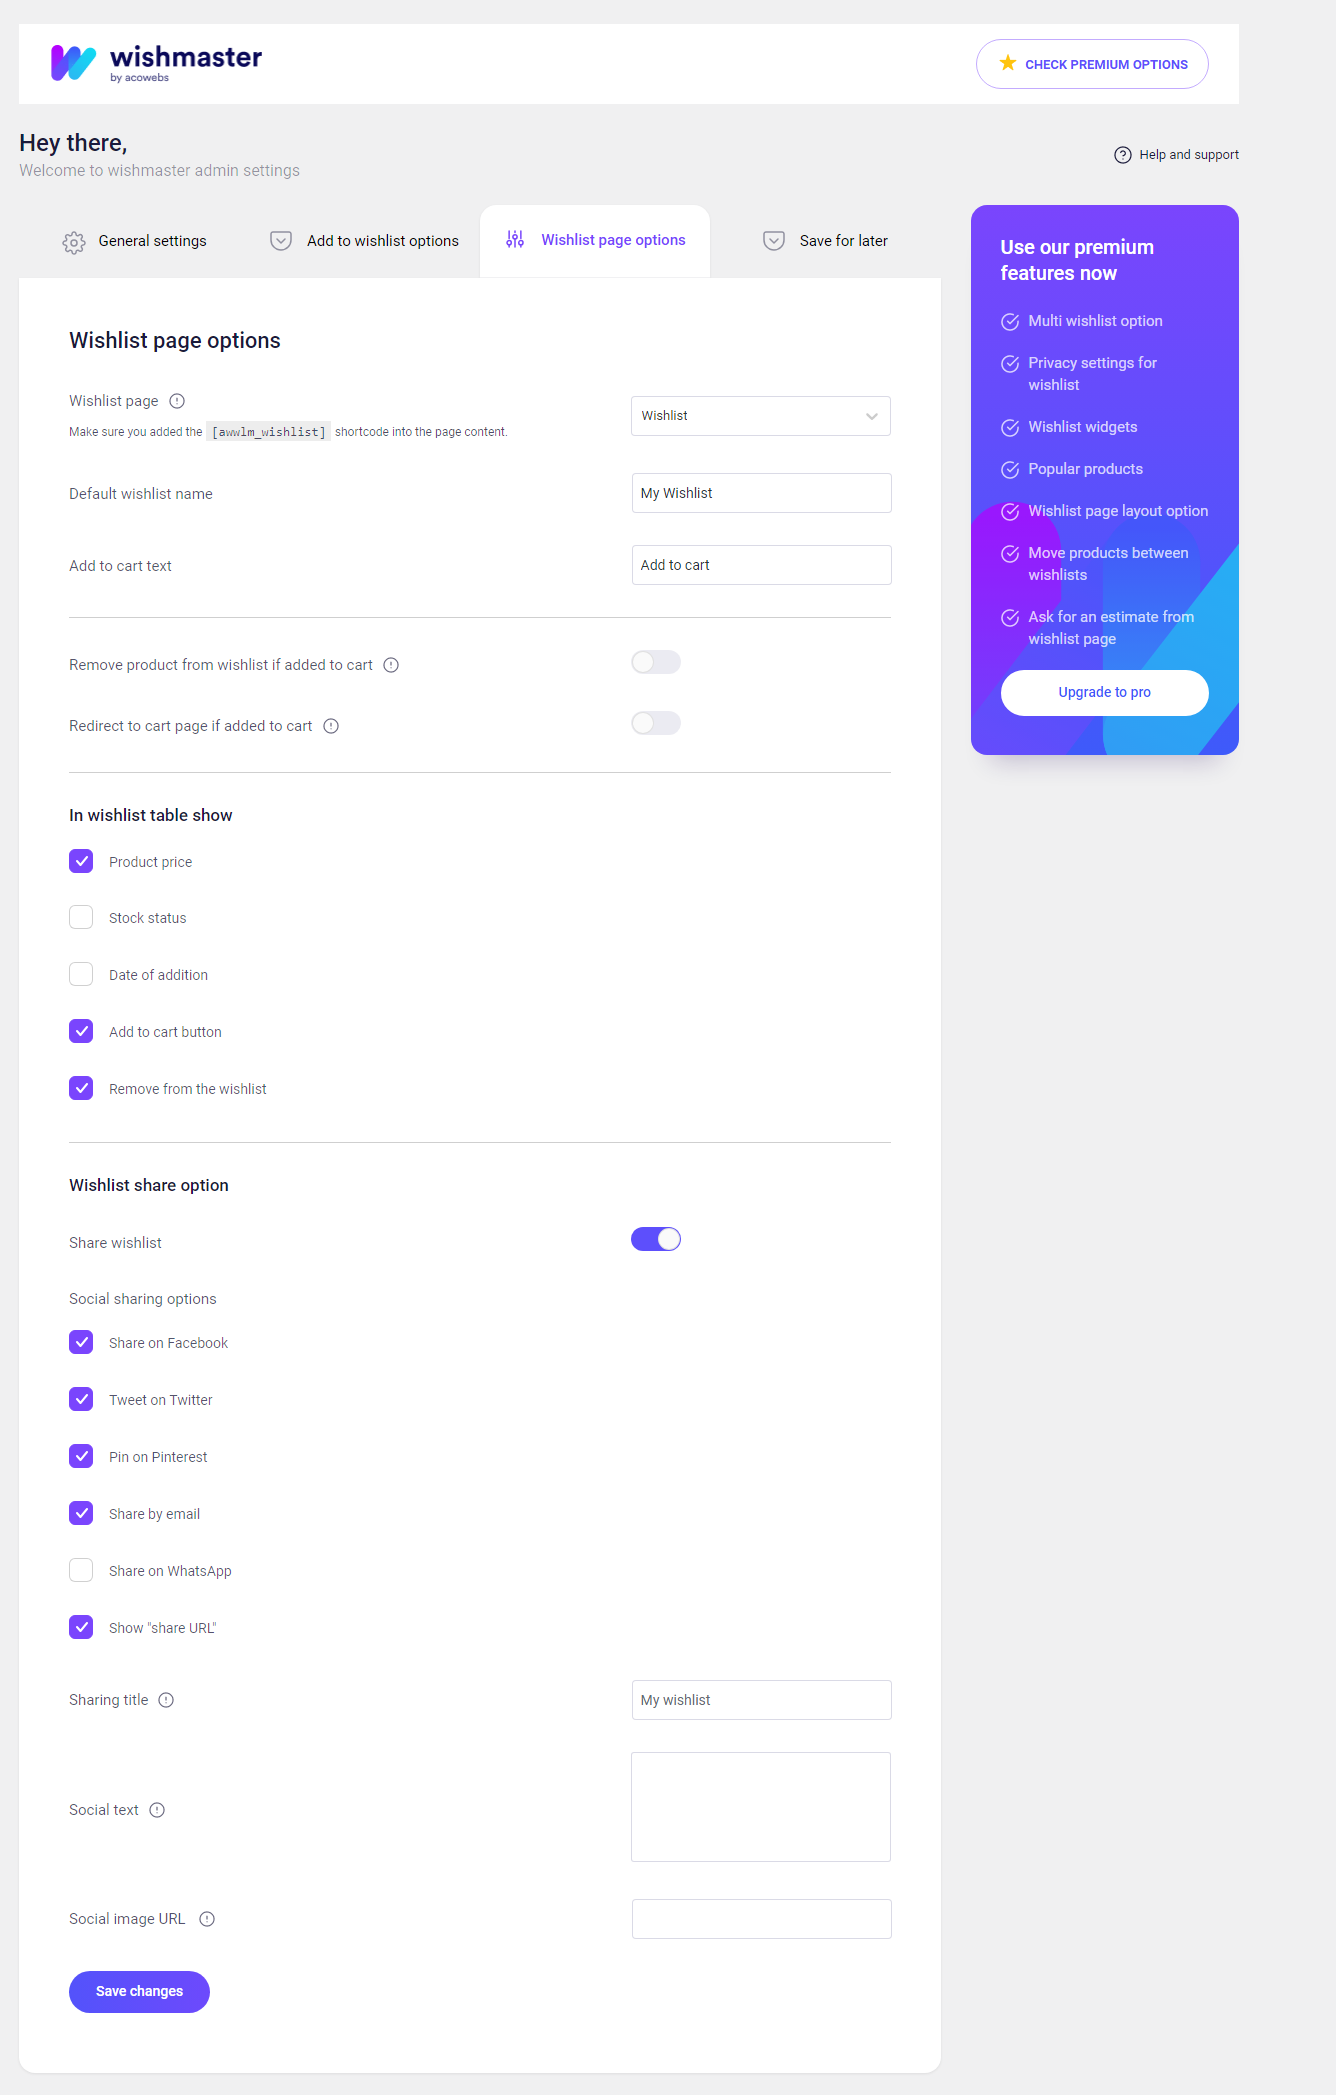 wishmaster
by acowebs
CHECK PREMIUM OPTIONS
Hey there,
Welcome to wishmaster admin settings
Help and support
General settings
Add to wishlist options
Wishlist page options
Save for later
Wishlist page options
Wishlist page
Wishlist
Make sure you added the [awwlm_wishlist] shortcode into the page content.
Default wishlist name
My Wishlist
Add to cart text
Add to cart
Remove product from wishlist if added to cart
Redirect to cart page if added to cart
In wishlist table show
Product price
Stock status
Date of addition
Add to cart button
Remove from the wishlist
Wishlist share option
Share wishlist
Social sharing options
Share on Facebook
Tweet on Twitter
Pin on Pinterest
Share by email
Share on WhatsApp
Show "share URL"
Sharing title
My wishlist
Social text
Social image URL
Save changes
Use our premium
features now
Multi wishlist option
Privacy settings for
wishlist
Wishlist widgets
Popular products
Wishlist page layout option
Move products between
wishlists
Ask for an estimate from
wishlist page
Upgrade to pro